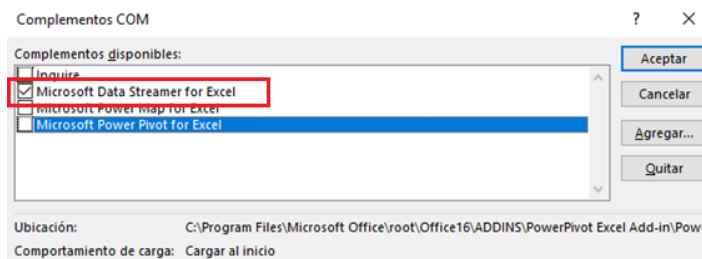 Complementos COM
? ×
Complementos disponibles:
Inquire
Microsoft Data Streamer for Excel
Microsoft Power Map for Excel
Microsoft Power Pivot for Excel
Aceptar
Cancelar
Agregar...
Quitar
Ubicación: C:\Program Files\Microsoft Office\root\Office16\ADDINS\PowerPivot Excel Add-in\Pow
Comportamiento de carga: Cargar al inicio